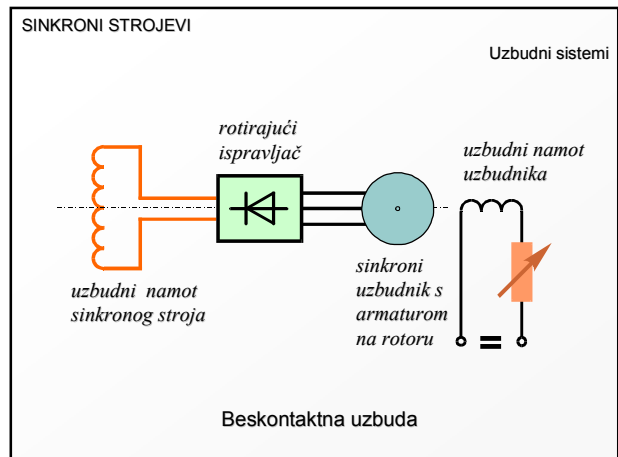 SINKRONI STROJEVI
Uzbudni sistemi
rotirajući
ispravljač
uzbudni namot
uzbudnika
uzbudni namot
sinkronog stroja
sinkroni
uzbudnik s
armaturom
na rotoru
=
Beskontaktna uzbuda